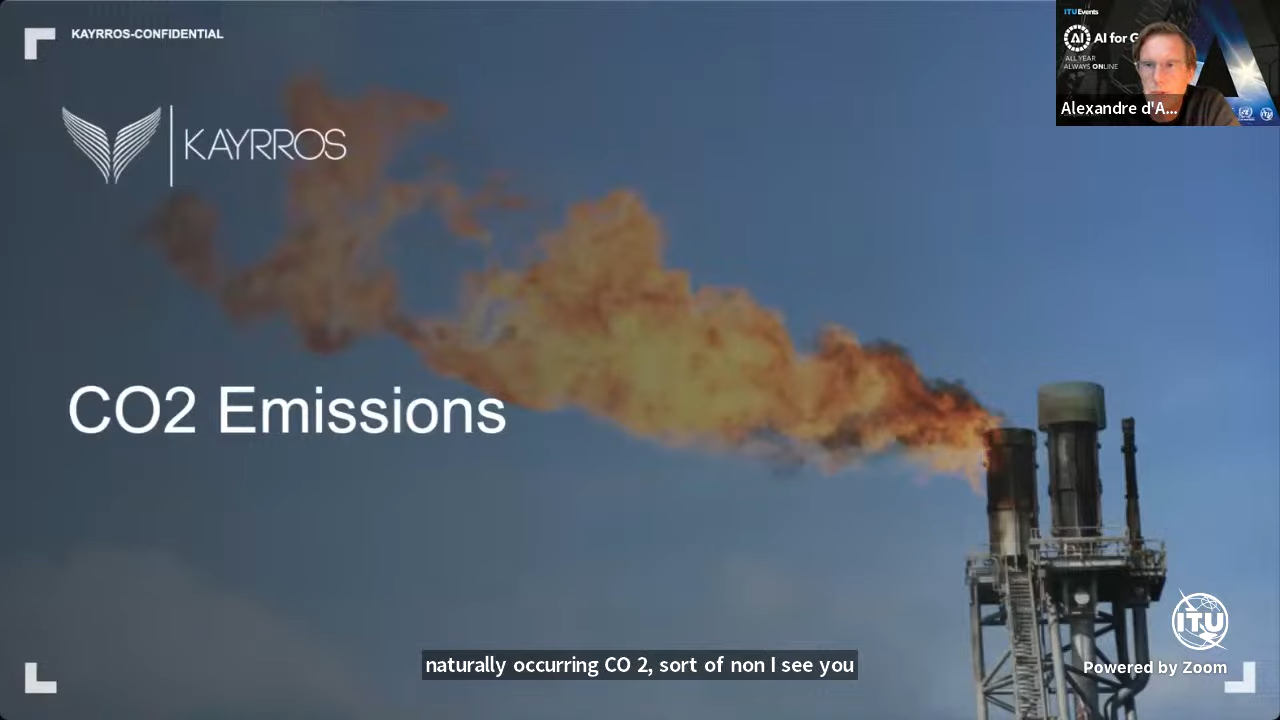 KAYRROS-CONFIDENTIAL
KAYRROS
CO2 Emissions
ITUEvents
AI
AI for G
ALL YEAR
ALWAYS ONLINE
Alexandre d'A...
naturally occurring CO 2, sort of non I see you
ITU
Powered by Zoom